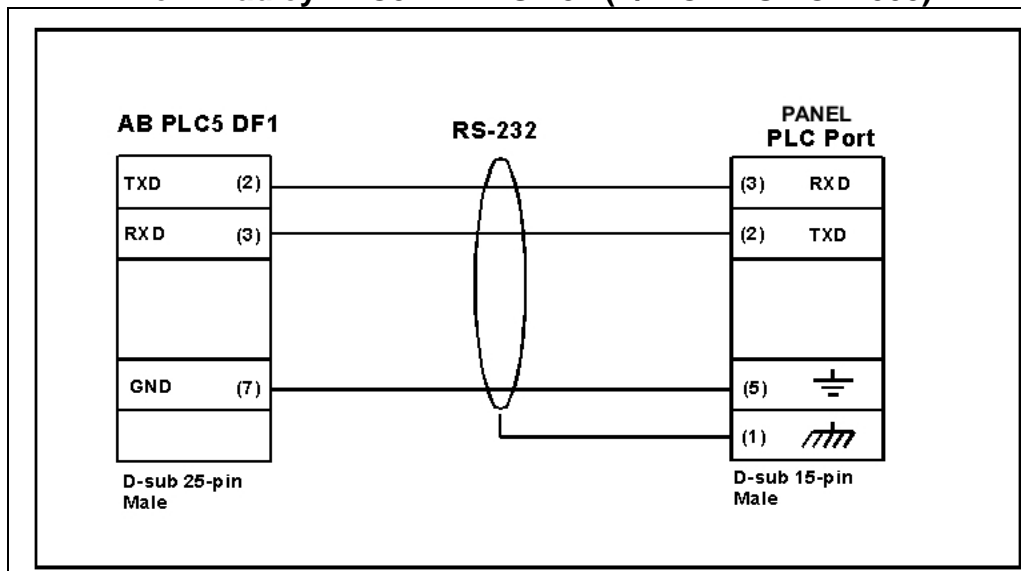 AB PLC5 DF1
RS-232
PANEL
PLC Port
TXD (2)
(3) RXD
RXD (3)
(2) TXD
GND (7)
(5)
(1)
D-sub 25-pin
Male
D-sub 15-pin
Male